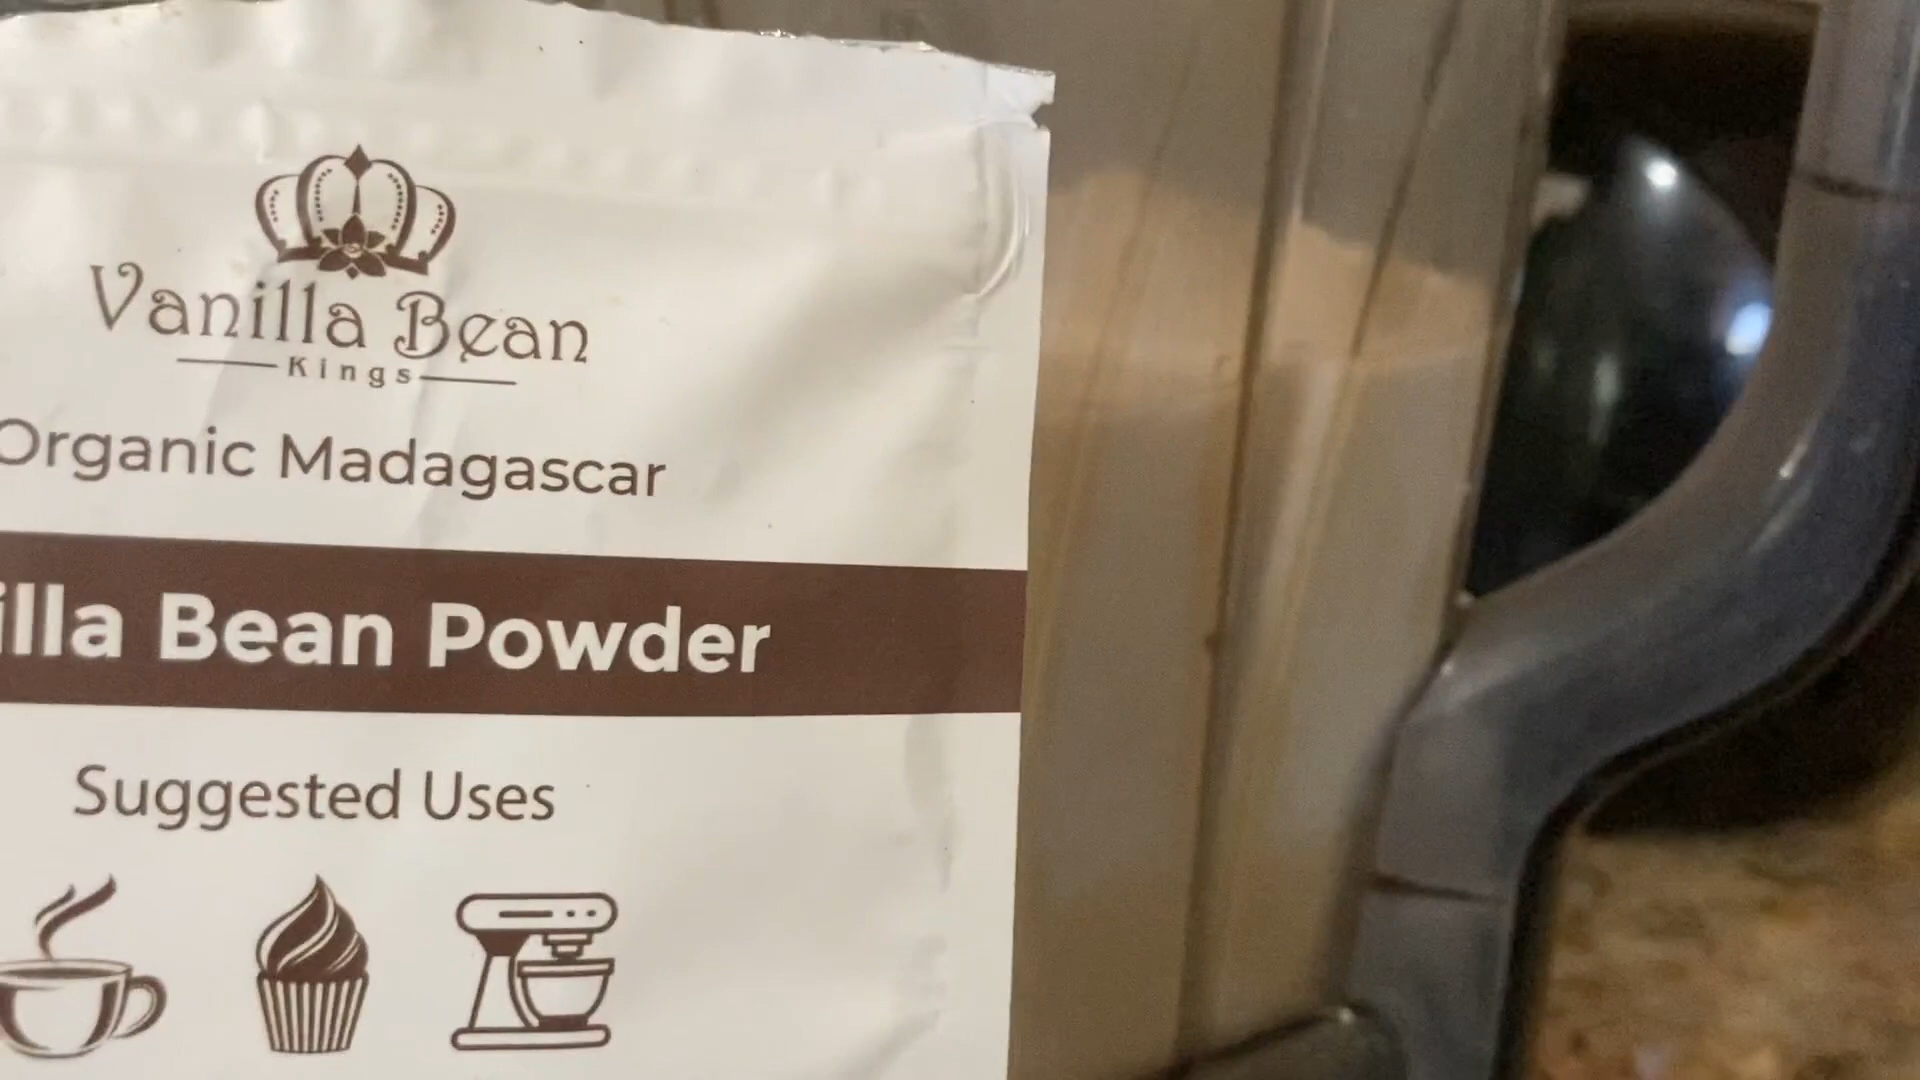 Vanilla Bean
Kings
Organic Madagascar
illa Bean Powder
Suggested Uses